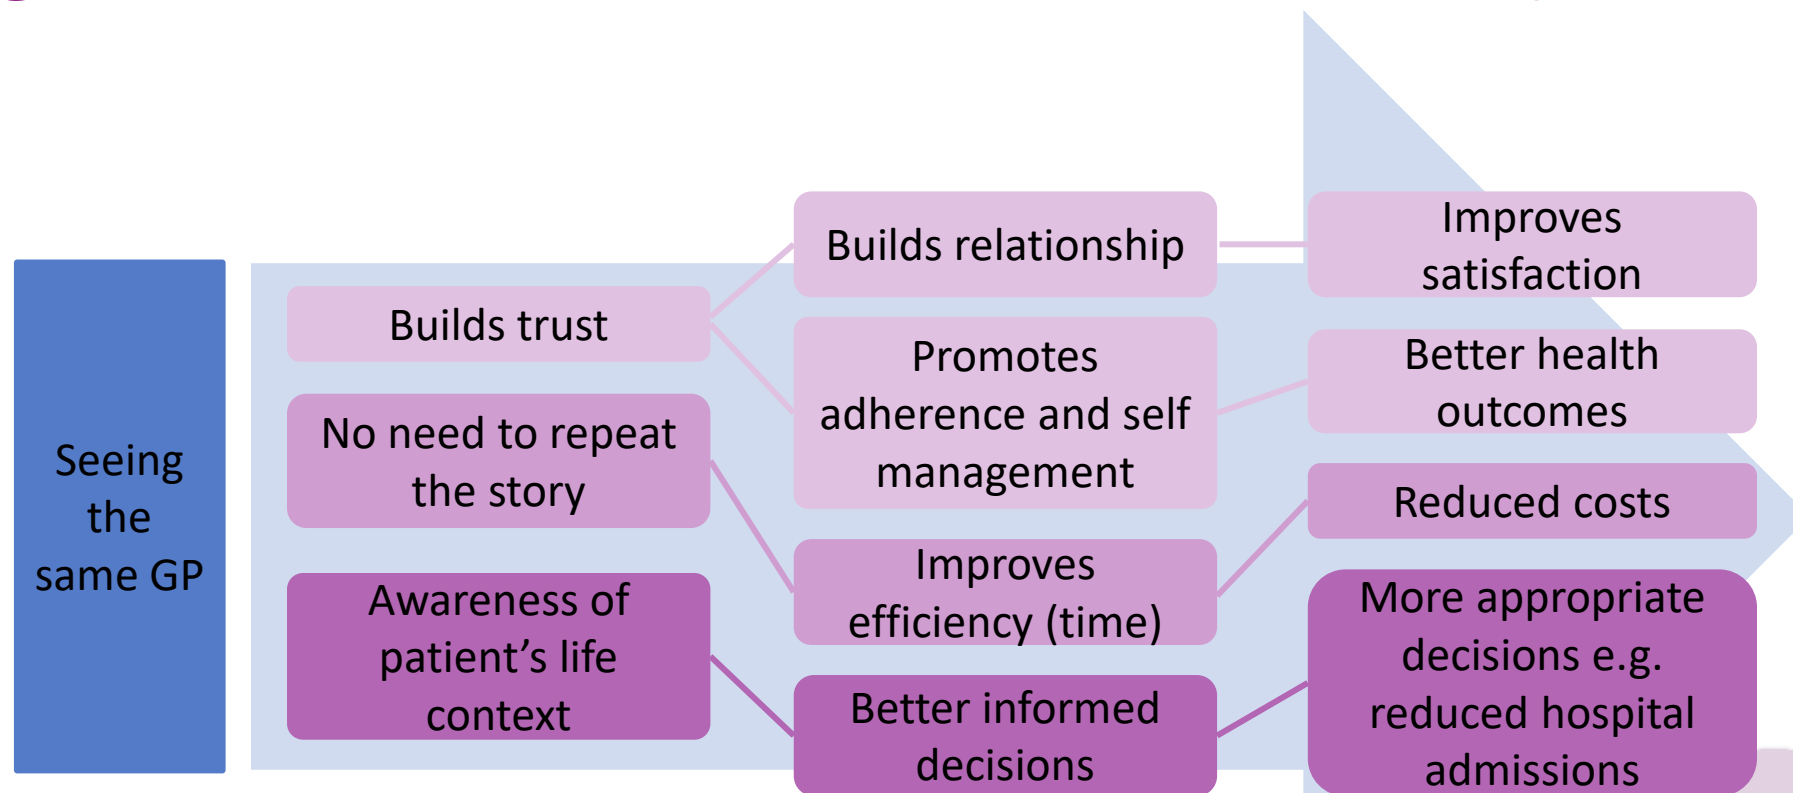 Seeing
the
same GP
Builds trust
No need to repeat
the story
Awareness of
patient’s life
context
Builds relationship
Promotes
adherence and self
management
Improves
efficiency (time)
Better informed
decisions
Improves
satisfaction
Better health
outcomes
Reduced costs
More appropriate
decisions e.g.
reduced hospital
admissions